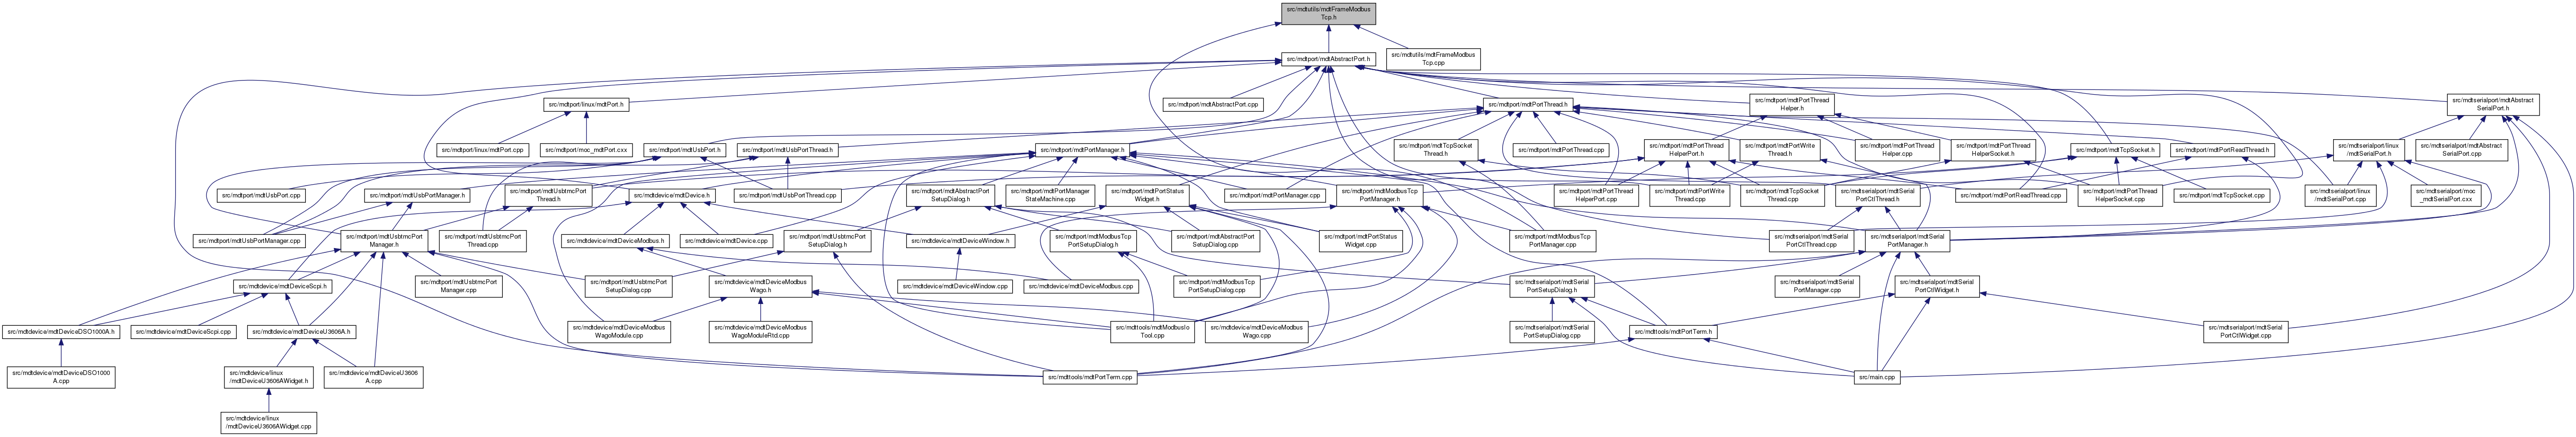 src/mdtutils/mdtFrameModbus
Tcp.h
src/mdtport/mdtAbstractPort.h
src/mdtutils/mdtFrameModbus
Tcp.cpp
src/mdtport/linux/mdtPort.h
src/mdtport/mdtAbstractPort.cpp
src/mdtport/mdtPortThread.h
src/mdtport/mdtPortThread
Helper.h
src/mdtserialport/mdtAbstract
SerialPort.h
src/mdtport/linux/mdtPort.cpp
src/mdtport/moc_mdtPort.cxx
src/mdtport/mdtUsbPort.h
src/mdtport/mdtUsbPortThread.h
src/mdtport/mdtPortManager.h
src/mdtport/mdtTcpSocket
Thread.h
src/mdtport/mdtPortThread.cpp
src/mdtport/mdtPortThread
HelperPort.h
src/mdtport/mdtPortWrite
Thread.h
src/mdtport/mdtPortThread
Helper.cpp
src/mdtport/mdtPortThread
HelperSocket.h
src/mdtport/mdtTcpSocket.h
src/mdtport/mdtPortReadThread.h
src/mdtserialport/linux
/mdtSerialPort.h
src/mdtserialport/mdtAbstract
SerialPort.cpp
src/mdtport/mdtUsbPort.cpp
src/mdtport/mdtUsbPortManager.h
src/mdtport/mdtUsbtmcPort
Thread.h
src/mdtdevice/mdtDevice.h
src/mdtport/mdtUsbPortThread.cpp
src/mdtport/mdtAbstractPort
SetupDialog.h
src/mdtport/mdtPortManager
StateMachine.cpp
src/mdtport/mdtPortStatus
Widget.h
src/mdtport/mdtPortManager.cpp
src/mdtport/mdtModbusTcp
PortManager.h
src/mdtport/mdtPortThread
HelperPort.cpp
src/mdtport/mdtPortWrite
Thread.cpp
src/mdtport/mdtTcpSocket
Thread.cpp
src/mdtserialport/mdtSerial
PortCtlThread.h
src/mdtport/mdtPortReadThread.cpp
src/mdtport/mdtPortThread
HelperSocket.cpp
src/mdtport/mdtTcpSocket.cpp
src/mdtserialport/linux
/mdtSerialPort.cpp
src/mdtserialport/moc
_mdtSerialPort.cxx
src/mdtport/mdtUsbPortManager.cpp
src/mdtport/mdtUsbtmcPort
Manager.h
src/mdtport/mdtUsbtmcPort
Thread.cpp
src/mdtdevice/mdtDeviceModbus.h
src/mdtdevice/mdtDevice.cpp
src/mdtport/mdtUsbtmcPort
SetupDialog.h
src/mdtdevice/mdtDeviceWindow.h
src/mdtport/mdtModbusTcp
PortSetupDialog.h
src/mdtport/mdtAbstractPort
SetupDialog.cpp
src/mdtport/mdtPortStatus
Widget.cpp
src/mdtport/mdtModbusTcp
PortManager.cpp
src/mdtserialport/mdtSerial
PortCtlThread.cpp
src/mdtserialport/mdtSerial
PortManager.h
src/mdtdevice/mdtDeviceScpi.h
src/mdtport/mdtUsbtmcPort
Manager.cpp
src/mdtport/mdtUsbtmcPort
SetupDialog.cpp
src/mdtdevice/mdtDeviceModbus
Wago.h
src/mdtdevice/mdtDeviceWindow.cpp
src/mdtdevice/mdtDeviceModbus.cpp
src/mdtport/mdtModbusTcp
PortSetupDialog.cpp
src/mdtserialport/mdtSerial
PortSetupDialog.h
src/mdtserialport/mdtSerial
PortManager.cpp
src/mdtserialport/mdtSerial
PortCtlWidget.h
src/mdtdevice/mdtDeviceDSO1000A.h
src/mdtdevice/mdtDeviceScpi.cpp
src/mdtdevice/mdtDeviceU3606A.h
src/mdtdevice/mdtDeviceModbus
WagoModule.cpp
src/mdtdevice/mdtDeviceModbus
WagoModuleRtd.cpp
src/mdttools/mdtModbusIo
Tool.cpp
src/mdtdevice/mdtDeviceModbus
Wago.cpp
src/mdtserialport/mdtSerial
PortSetupDialog.cpp
src/mdttools/mdtPortTerm.h
src/mdtserialport/mdtSerial
PortCtlWidget.cpp
src/mdtdevice/mdtDeviceDSO1000
A.cpp
src/mdtdevice/linux
/mdtDeviceU3606AWidget.h
src/mdtdevice/mdtDeviceU3606
A.cpp
src/mdttools/mdtPortTerm.cpp
src/main.cpp
src/mdtdevice/linux
/mdtDeviceU3606AWidget.cpp